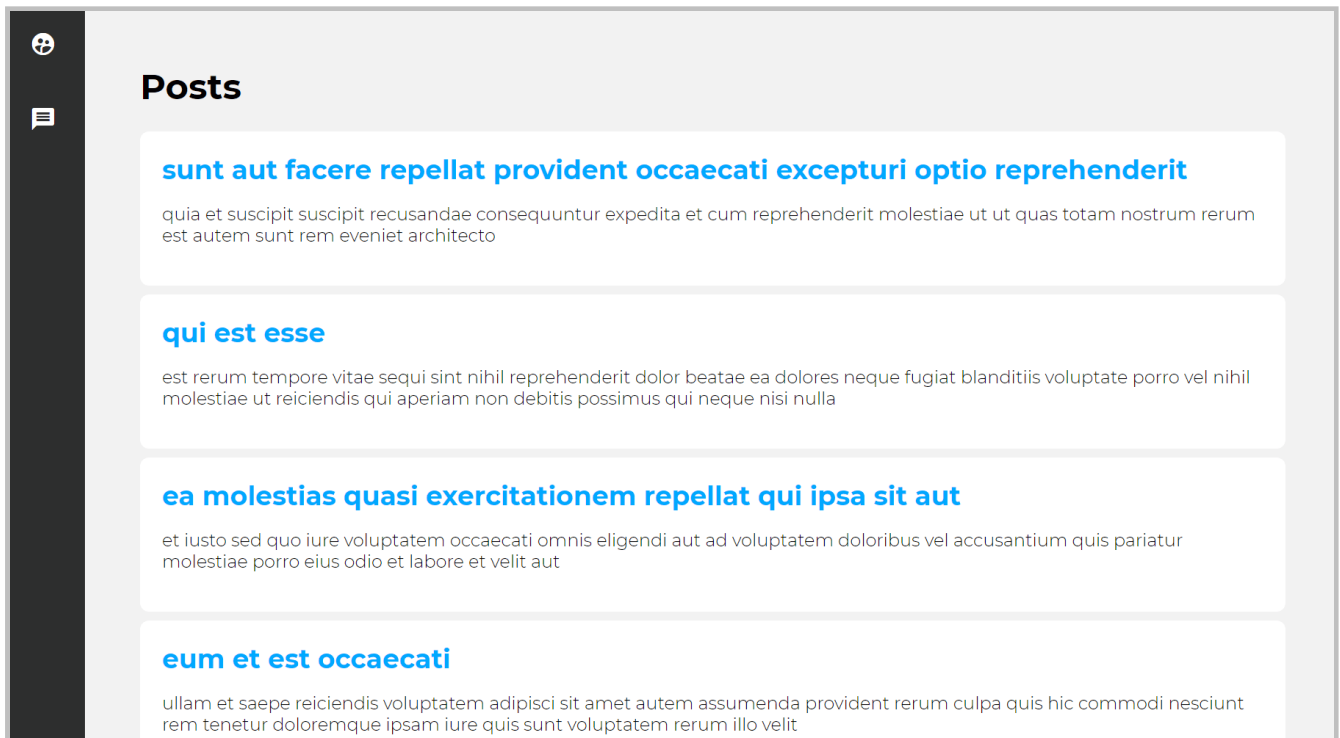 Posts
sunt aut facere repellat provident occaecati excepturi optio reprehenderit
quia et suscipit suscipit recusandae consequuntur expedita et cum reprehenderit molestiae ut ut quas totam nostrum rerum
est autem sunt rem eveniet architecto
qui est esse
est rerum tempore vitae sequi sint nihil reprehenderit dolor beatae ea dolores neque fugiat blanditiis voluptate porro vel nihil
molestiae ut reiciendis qui aperiam non debitis possimus qui neque nisi nulla
ea molestias quasi exercitationem repellat qui ipsa sit aut
et iusto sed quo iure voluptatem occaecati omnis eligendi aut ad voluptatem doloribus vel accusantium quis pariatur
molestiae porro eius odio et labore et velit aut
eum et est occaecati
ullam et saepe reiciendis voluptatem adipisci sit amet autem assumenda provident rerum culpa quis hic commodi nesciunt
rem tenetur doloremque ipsam iure quis sunt voluptatem rerum illo velit